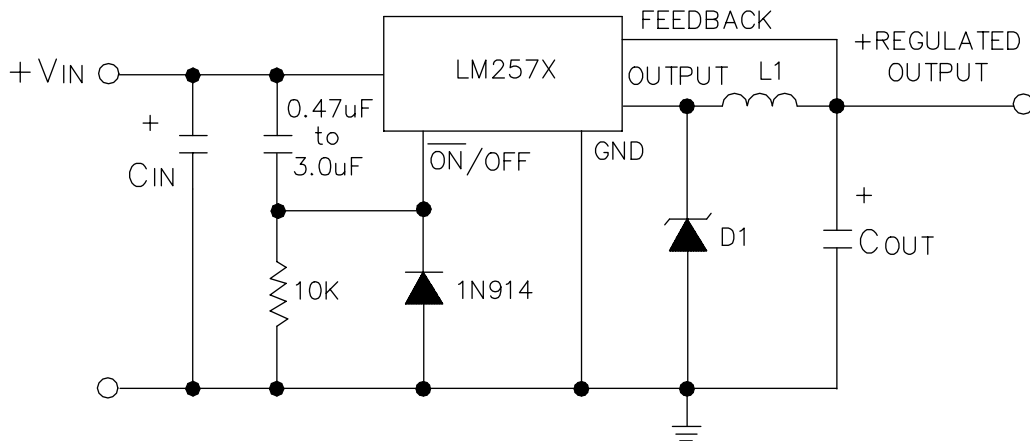 FEEDBACK
+REGULATED
OUTPUT
+VIN
LM257X
OUTPUT
L1
+
0.47uF
to
3.0uF
CIN
ON/OFF
GND
+
D1
COUT
10K
1N914